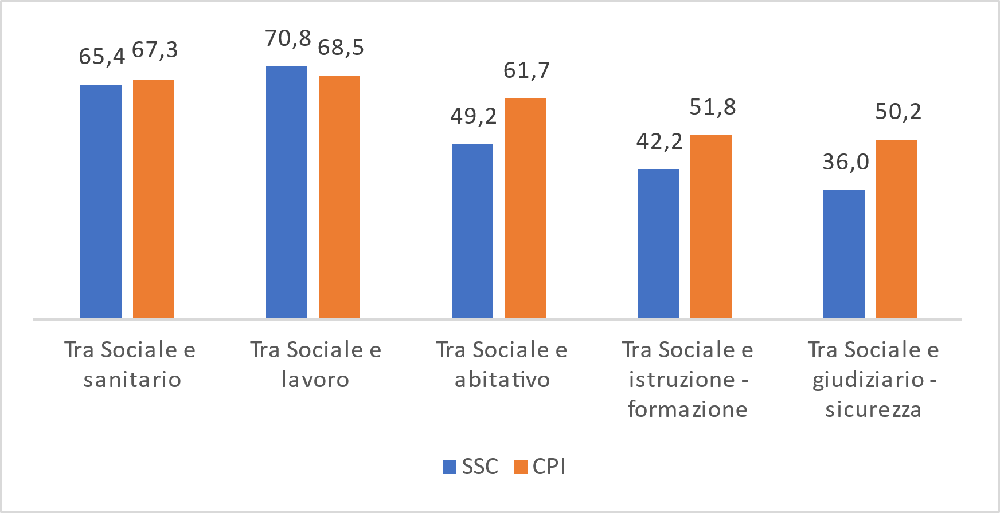 65,4 67,3
70,8 68,5
49,2 61,7
42,2 51,8
36,0 50,2
Tra Sociale e
sanitario
Tra Sociale e
lavoro
Tra Sociale e
abitativo
Tra Sociale e
istruzione -
formazione
Tra Sociale e
giudiziario -
sicurezza
SSC CPI